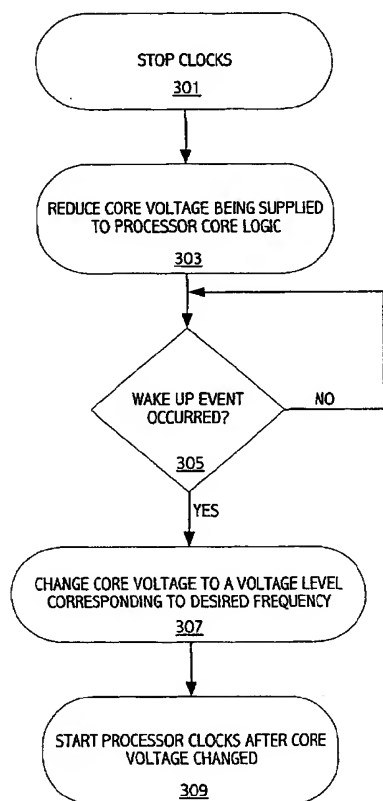 STOP CLOCKS
301
REDUCE CORE VOLTAGE BEING SUPPLIED
TO PROCESSOR CORE LOGIC
303
WAKE UP EVENT
OCCURRED?
NO
305
YES
CHANGE CORE VOLTAGE TO A VOLTAGE LEVEL
CORRESPONDING TO DESIRED FREQUENCY
307
START PROCESSOR CLOCKS AFTER CORE
VOLTAGE CHANGED
309